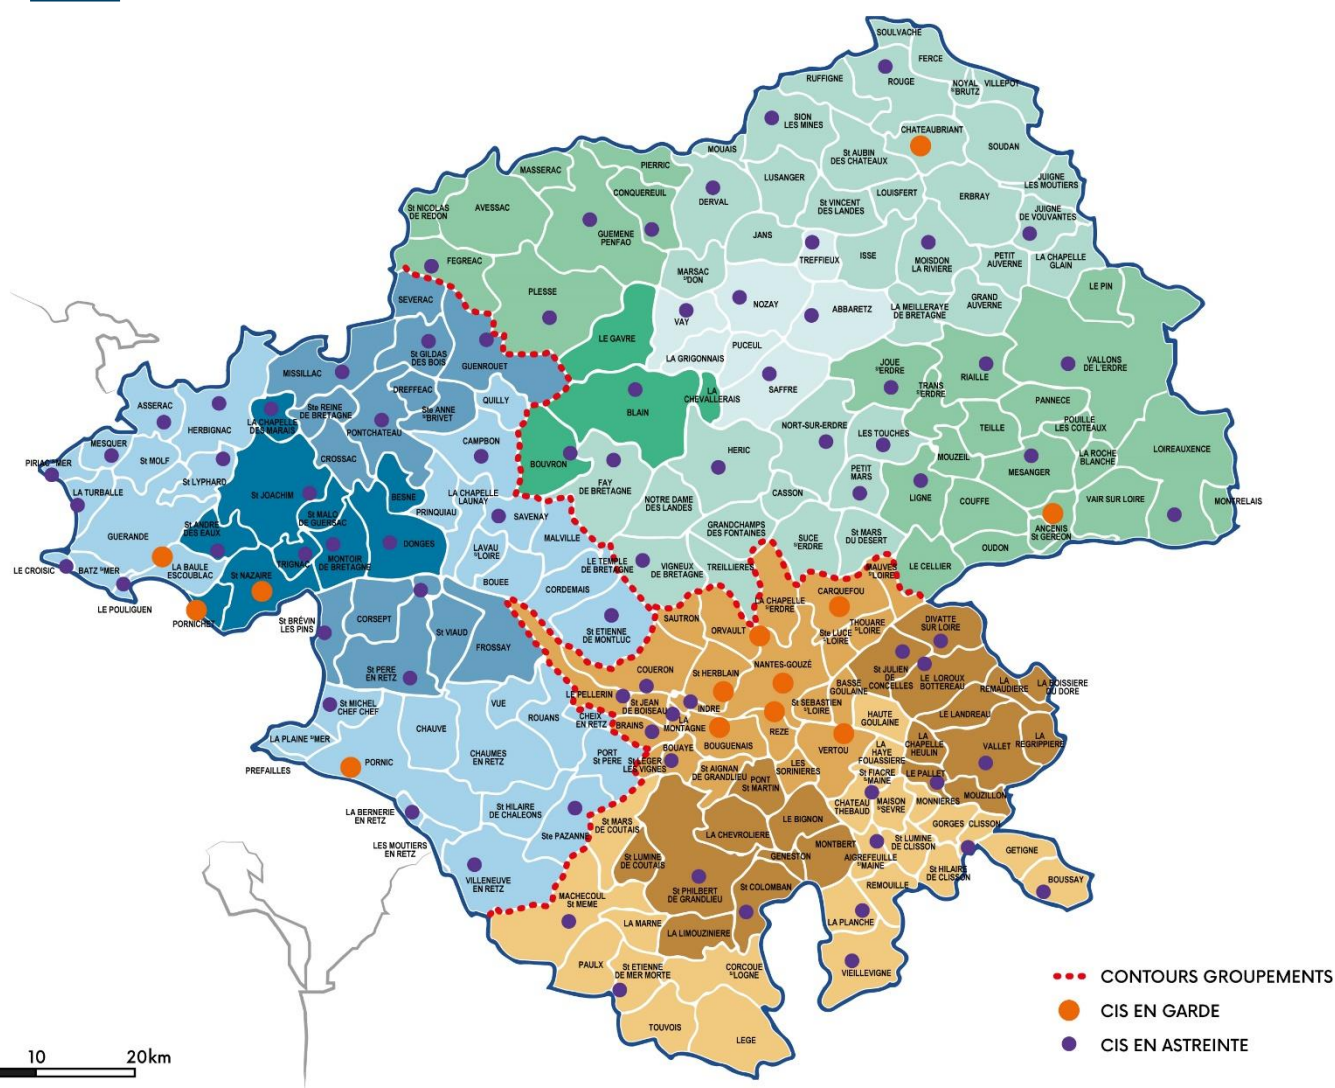 SOULVACHE
FERCE
RUFFIGNE
ROUGE
NOYAL
S/BRUTZ
VILLEPOT
SION
LES MINES
CHATEAUBRIANT
MOUAIS
St AUBIN
DES CHATEAUX
SOUDAN
PIERRIC
MASSERAC
LUSANGER
JUIGNE
LES MOUTIERS
CONQUEREUIL
DERVAL
LOUISFERT
ERBRAY
St NICOLAS
DE REDON
AVESSAC
St VINCENT
DES LANDES
JUIGNE
DE VOUVANTES
GUEMENE
PENFAO
JANS
TREFFIEUX
ISSE
MOISDON
LA RIVIERE
PETIT
AUVERNE
LA CHAPELLE
GLAIN
FEGREAC
MARSAC
S/DON
LE PIN
PLESSE
SEVERAC
NOZAY
ABBARETZ
LA MEILLERAYE
DE BRETAGNE
GRAND
AUVERNE
VAY
LE GAVRE
PUCEUL
LA GRIGONNAIS
St GILDAS
DES BOIS
GUENROUET
MISSILLAC
JOUE
S/ERDRE
RIAILLE
VALLONS
DE L'ERDRE
DREFFEAC
SAFFRE
TRANS
S/ERDRE
LA
CHEVALLERAIS
QUILLY
PANNECE
ASSERAC
HERBIGNAC
LA CHAPELLE
DES MARAIS
Ste REINE
DE BRETAGNE
Ste ANNE
S/BRIVET
BLAIN
POUILLE
LES COTEAUX
PONTCHATEAU
NORT-SUR-ERDRE
LES TOUCHES
TEILLE
MESQUER
CAMPBON
HERIC
MOUZEIL
LOIREAUXENCE
PIRIAC S/MER
St MOLF
CROSSAC
BOUVRON
LA ROCHE
BLANCHE
MESANGER
St LYPHARD
FAY
DE BRETAGNE
PETIT
MARS
LA TURBALLE
St JOACHIM
BESNE
LA CHAPELLE
LAUNAY
CASSON
LIGNE
COUFFE
VAIR SUR LOIRE
MONTRELAIS
PRINQUIAU
SAVENAY
NOTRE DAME
DES LANDES
St MALO
DE GUERSAC
St ANDRE
DES EAUX
GRANDCHAMPS
DES FONTAINES
ANCENIS
St GEREON
GUERANDE
MALVILLE
SUCE
S/ERDRE
St MARS
DU DESERT
DONGES
LAVAU
S/LOIRE
OUDON
TRIGNAC
MONTOIR
DE BRETAGNE
LE TEMPLE
DE BRETAGNE
VIGNEUX
DE BRETAGNE
TREILLIERES
LE CROISIC
BATZ S/MER
LA BAULE
ESCOUBLAC
St NAZAIRE
MAUVES
S/LOIRE
LE CELLIER
BOUEE
CORDEMAIS
LE POULIGUEN
CARQUEFOU
LA CHAPELLE
S/ERDRE
PORNICHET
St BRÉVIN
LES PINS
CORSEPT
SAUTRON
ORVAULT
THOUARE
S/LOIRE
DIVATTE
SUR LOIRE
St VIAUD
St ETIENNE
DE MONTLUC
Ste LUCE
S/LOIRE
FROSSAY
St PERE
EN RETZ
COUERON
St HERBLAIN
NANTES-GOUZÉ
St JULIEN
DE
CONCELLES
LE LOROUX
BOTTEREAU
LA
REMAUDIERE
LA BOISSIERE
DU DORE
BASSE
GOULAINE
LE PELLERIN
St MICHEL
CHEF CHEF
VUE
ROUANS
CHEIX
EN RETZ
St JEAN
DE BOISEAU
INDRE
St SEBASTIEN
S/LOIRE
HAUTE
GOULAINE
LE LANDREAU
LA
MONTAGNE
BRAINS
CHAUVE
REZE
LA PLAINE S/MER
BOUAYE
BOUGUENAIS
VERTOU
LA
CHAPELLE
HEULIN
VALLET
LA
REGRIPPIERE
LA
HAYE
FOUASSIERE
CHAUMES
EN RETZ
PORT
St PERE
St LEGER
LES VIGNES
PREFAILLES
PORNIC
St AIGNAN
DE GRANDLIEU
LES
SORINIERES
PONT
St MARTIN
St FIACRE
S/MAINE
LE PALLET
MOUZILLON
LA BERNERIE
EN RETZ
St HILAIRE
DE CHALEONS
CHATEAU
THEBAUD
MAISON
S/SEVRE
MONNIERES
LE BIGNON
GORGES
CLISSON
St MARS
DE COUTAIS
LA CHEVROLIERE
Ste PAZANNE
LES MOUTIERS
EN RETZ
MONTBERT
St LUMINE
DE CLISSON
GETIGNE
St LUMINE
DE COUTAIS
GENESTON
AIGREFEUILLE
S/MAINE
St HILAIRE
DE CLISSON
BOUSSAY
VILLENEUVE
EN RETZ
REMOUILLE
St COLOMBAN
St PHILBERT
DE GRANDLIEU
MACHECOUL
St MEME
LA MARNE
LA PLANCHE
LA LIMOUZINIERE
PAULX
St ETIENNE
DE MER MORTE
CORCOUE
S/LOGNE
VIEILLEVIGNE
TOUVOIS
LEGE
CONTOURS GROUPEMENTS
CIS EN GARDE
CIS EN ASTREINTE
10
20km